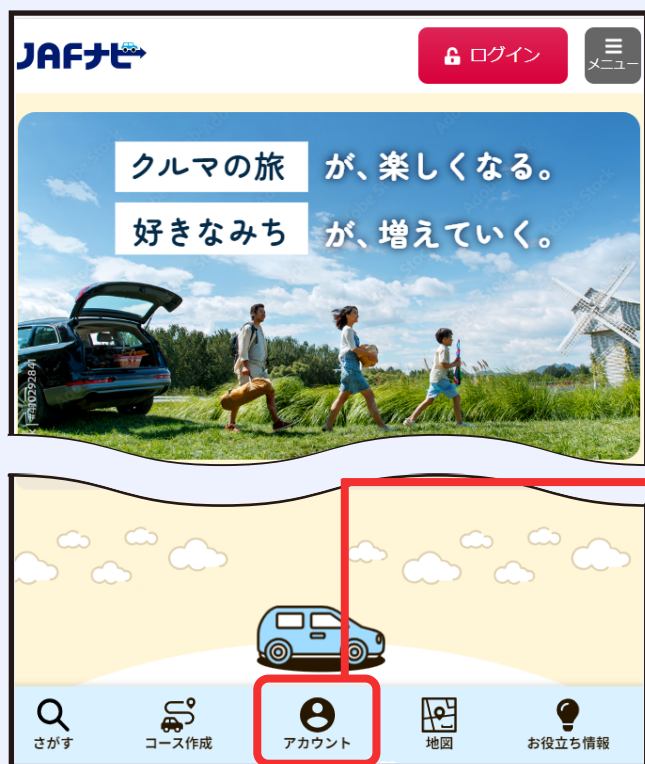 JAFナビ
ログイン
メニュー
クルマの旅 が、楽しくなる。
好きなみち が、増えていく。
#410292841
さがす
コース作成
アカウント
地図
お役立ち情報